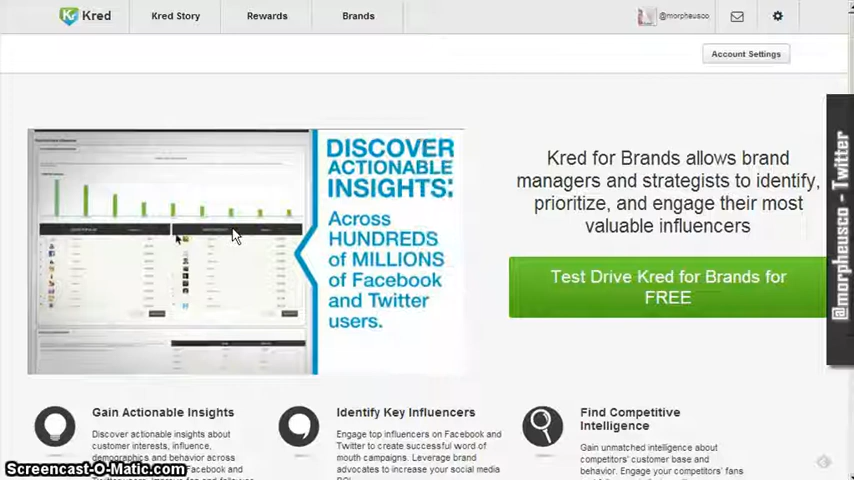 Kred
Kred Story
Rewards
Brands
@morpheusco
Account Settings
DISCOVER
ACTIONABLE
INSIGHTS:
Across
HUNDREDS
of MILLIONS
of Facebook
and Twitter
users.
Kred for Brands allows brand
managers and strategists to identify,
prioritize, and engage their most
valuable influencers
Test Drive Kred for Brands for
FREE
@morpheusco - Twitter
Gain Actionable Insights
Discover actionable insights about
customer interests, influence,
demographics and behavior across
Facebook and
Identify Key Influencers
Engage top influencers on Facebook and
Twitter to create successful word of
mouth campaigns. Leverage brand
advocates to increase your social media
Find Competitive
Intelligence
Gain unmatched intelligence about
competitors' customer base and
behavior. Engage your competitors' fans
Screencast-O-Matic.com